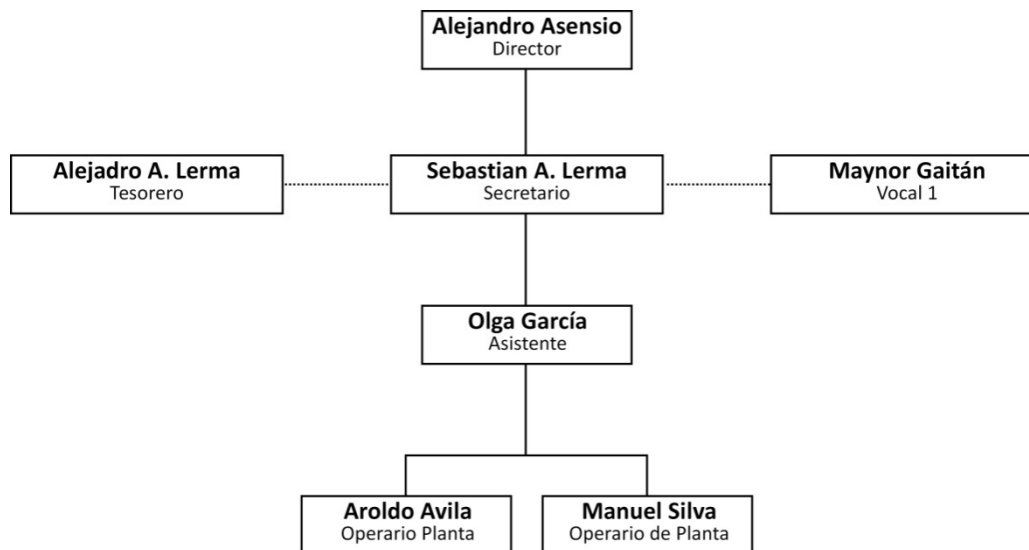 Alejandro Asensio
Director
Alejadro A. Lerma
Tesorero
Sebastian A. Lerma
Secretario
Maynor Gaitán
Vocal 1
Olga García
Asistente
Aroldo Avila
Operario Planta
Manuel Silva
Operario de Planta